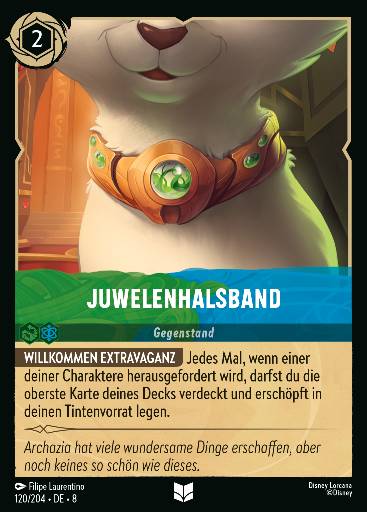 2
JUWELENHALSBAND
Gegenstand
WILLKOMMEN EXTRAVAGANZ Jedes Mal, wenn einer
deiner Charaktere herausgefordert wird, darfst du die
oberste Karte deines Decks verdeckt und erschöpft in
deinen Tintenvorrat legen.
Archazia hat viele wundersame Dinge erschaffen, aber
noch keines so schön wie dieses.
Filipe Laurentino
120/204 • DE • 8
Disney Lorcana
©Disney